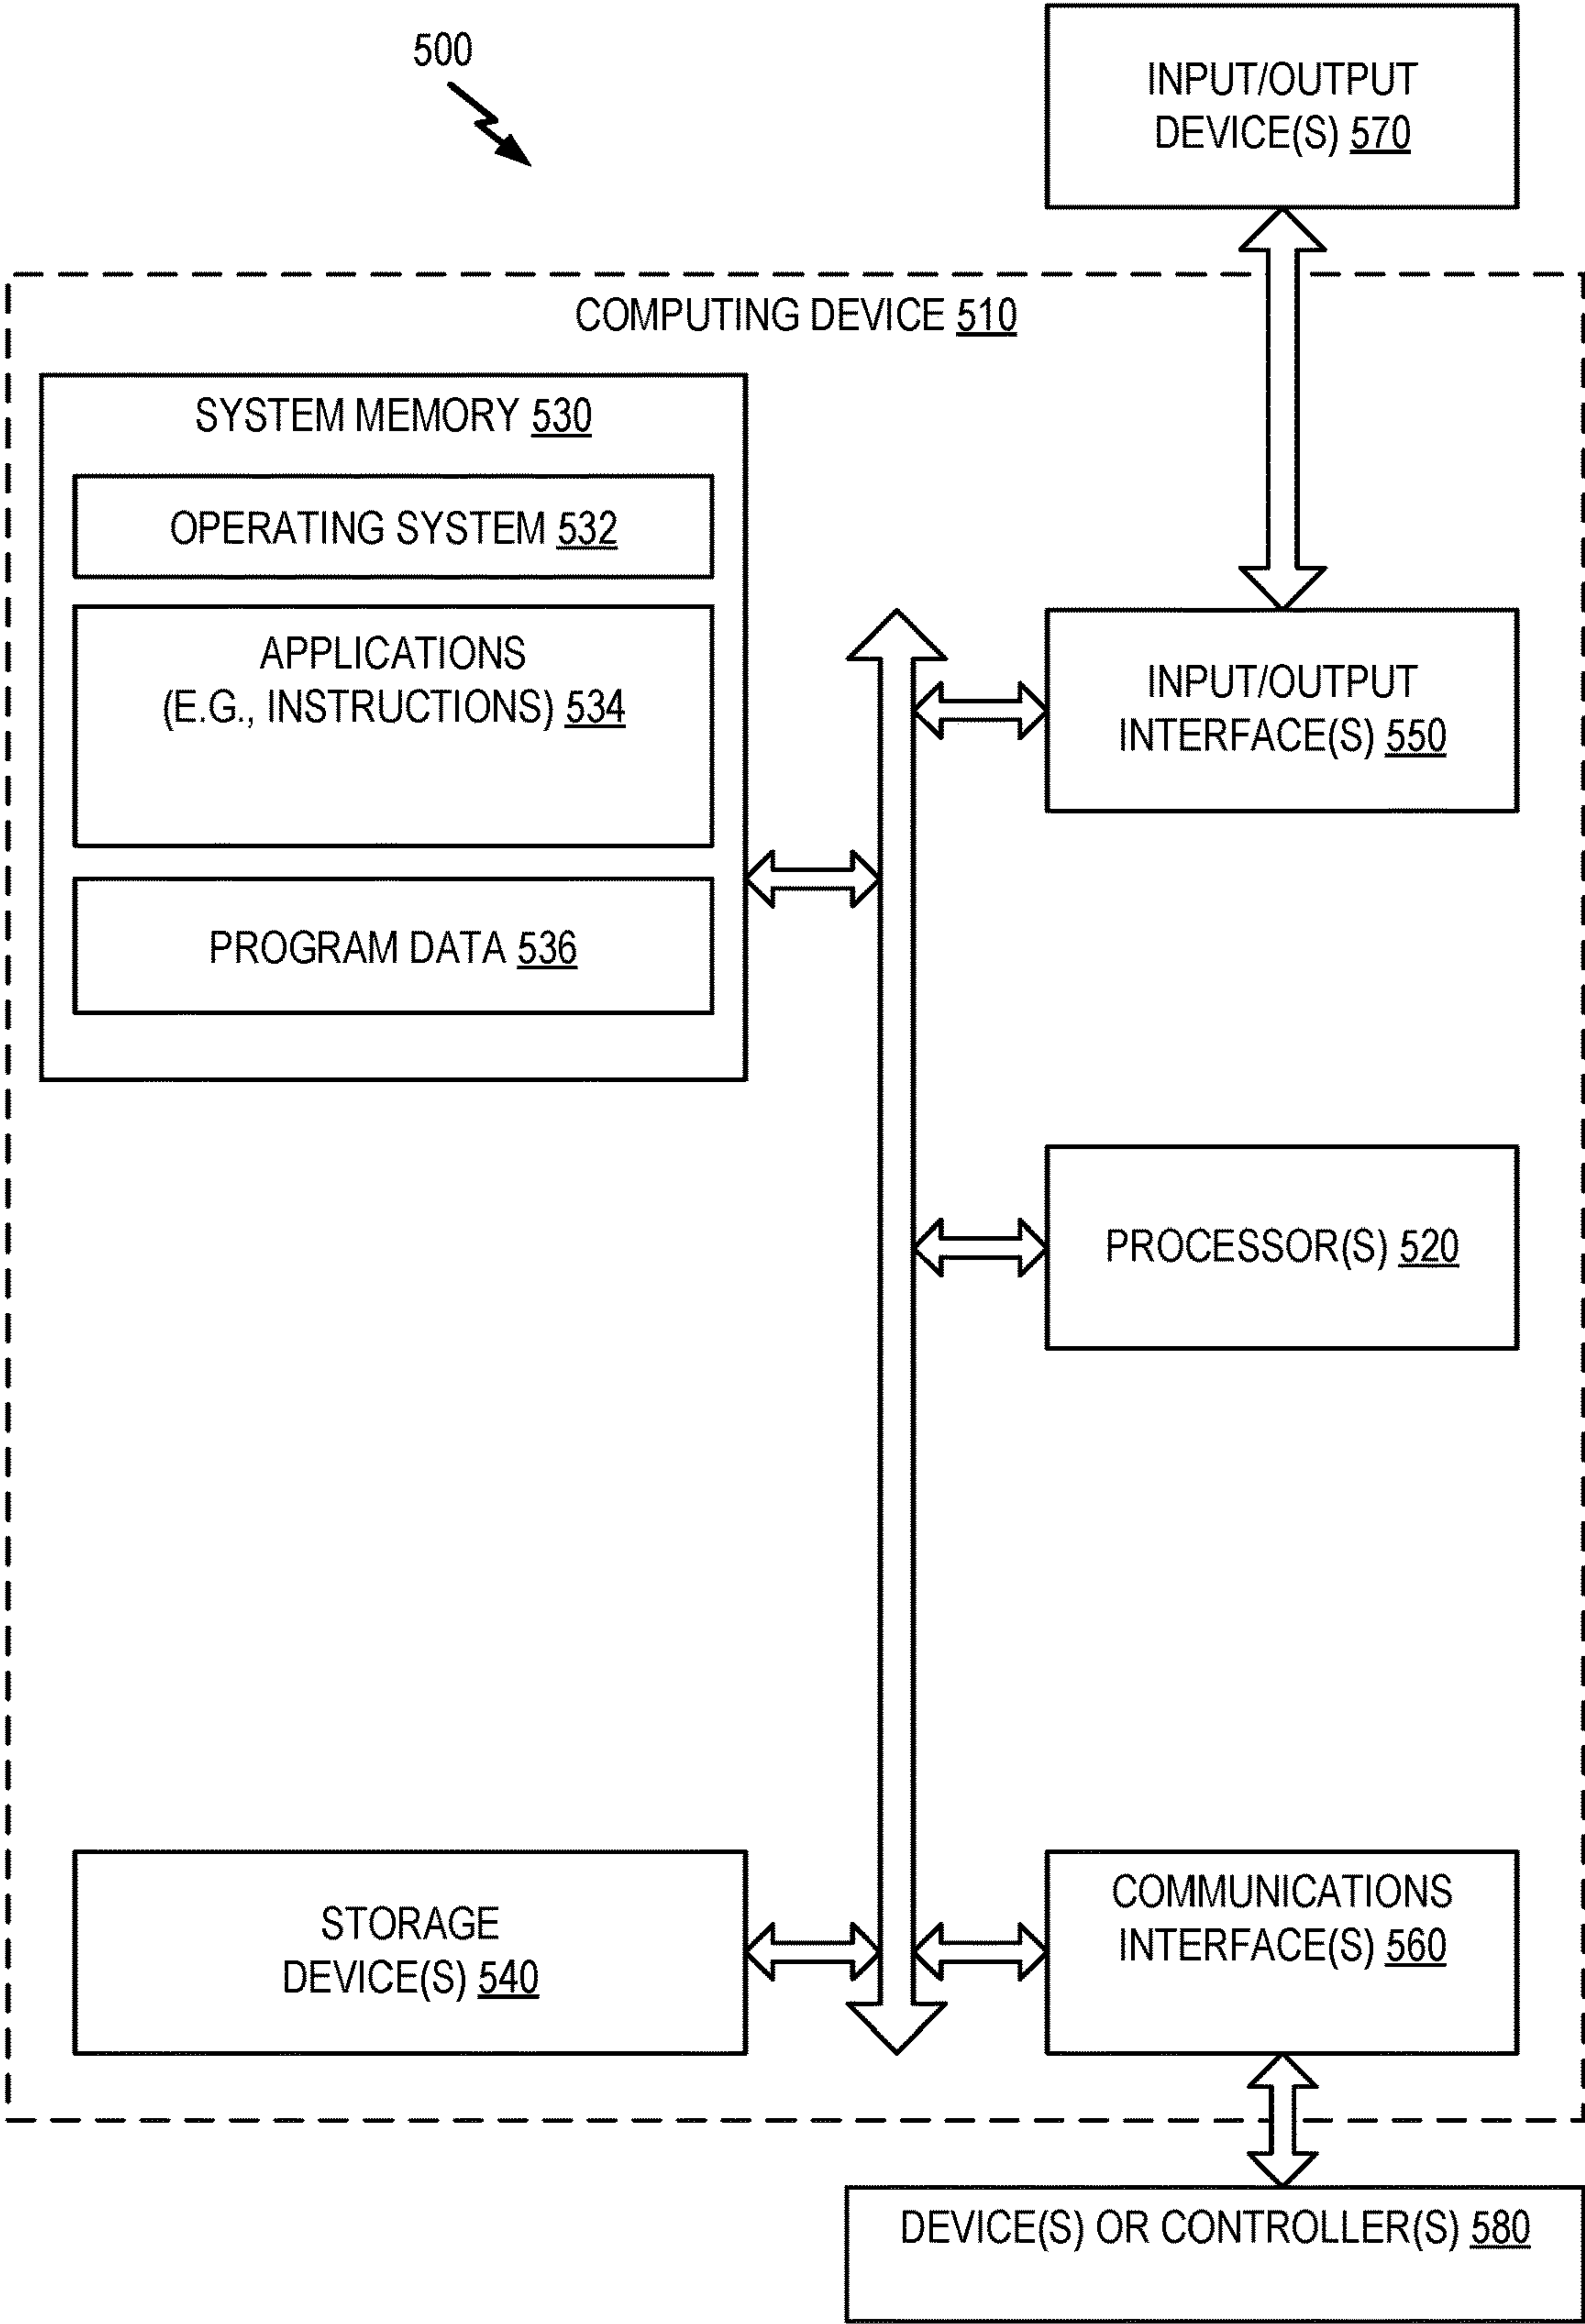 500
INPUT/OUTPUT
DEVICE(S) 570
COMPUTING DEVICE 510
SYSTEM MEMORY 530
OPERATING SYSTEM 532
APPLICATIONS
(E.G., INSTRUCTIONS) 534
PROGRAM DATA 536
INPUT/OUTPUT
INTERFACE(S) 550
PROCESSOR(S) 520
STORAGE
DEVICE(S) 540
COMMUNICATIONS
INTERFACE(S) 560
DEVICE(S) OR CONTROLLER(S) 580